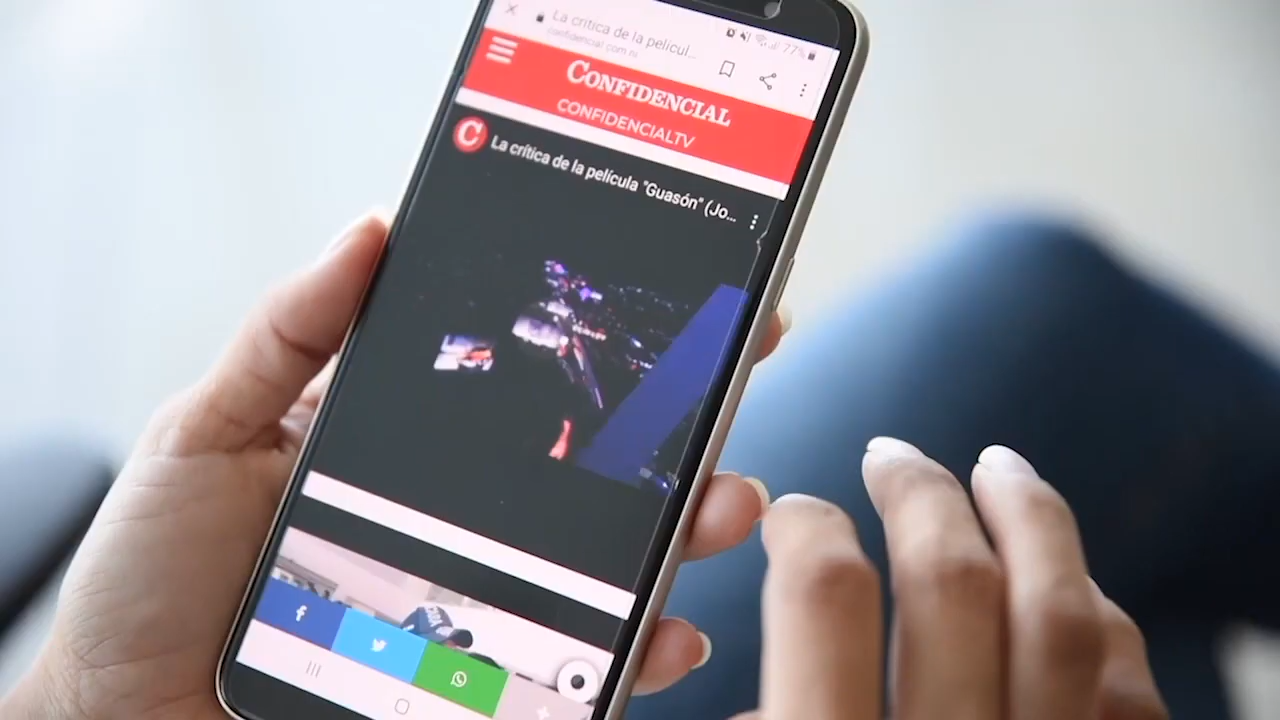 La crítica de la películ...
confidencial.com.ni
77%
CONFIDENCIAL
CONFIDENCIALTV
C
La crítica de la película "Guasón" (Jo...